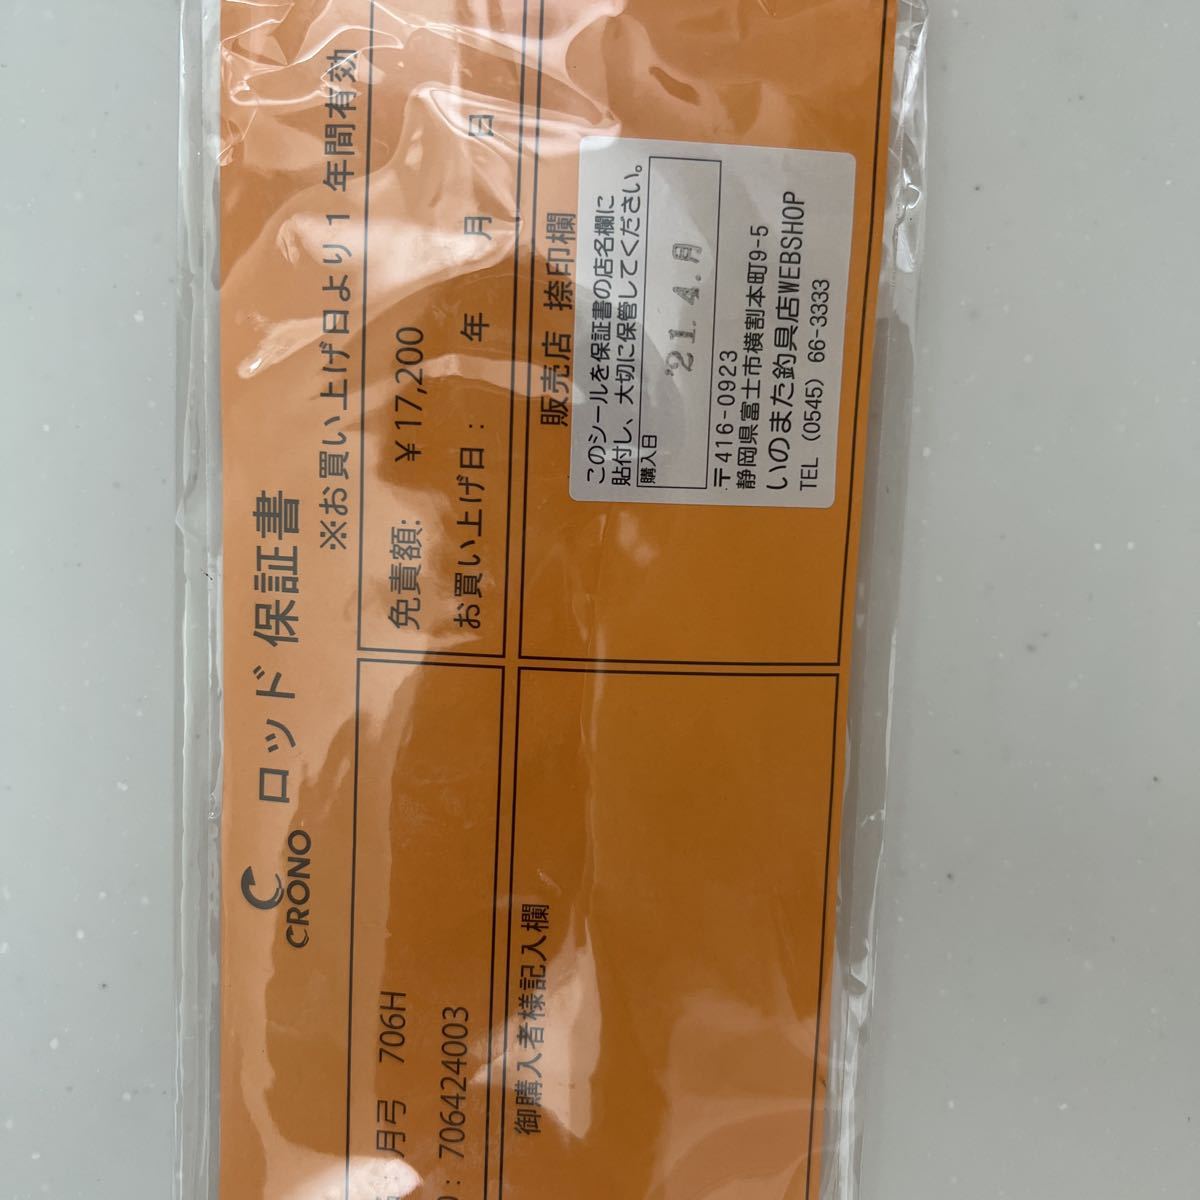 CRONO ロッド 保証書
※お買い上げ日より1年間有効
月弓 706H
: 706424003
免責額: ¥17,200
お買い上げ日: 年 月 日
御購入者様記入欄
販売店 捺印欄
このシールを保証書の店名欄に
貼付し、大切に保管してください。
購入日
'21.4.月
〒416-0923
静岡県富士市横割本町9-5
いのまた釣具店WEBSHOP
TEL (0545) 66-3333